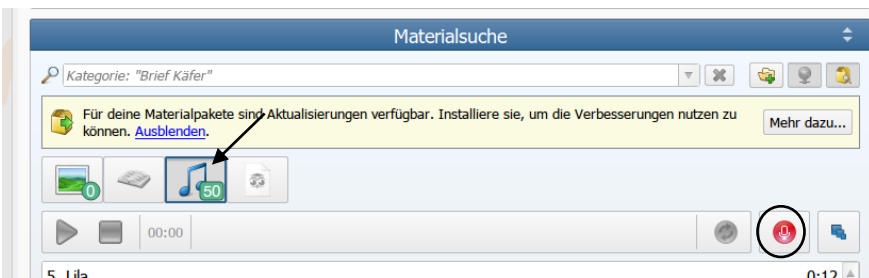 Materialsuche
Kategorie: "Brief Käfer"
Für deine Materialpakete sind Aktualisierungen verfügbar. Installiere sie, um die Verbesserungen nutzen zu
können. Ausblenden.
Mehr dazu...
0
50
00:00
5. Lila
0:12